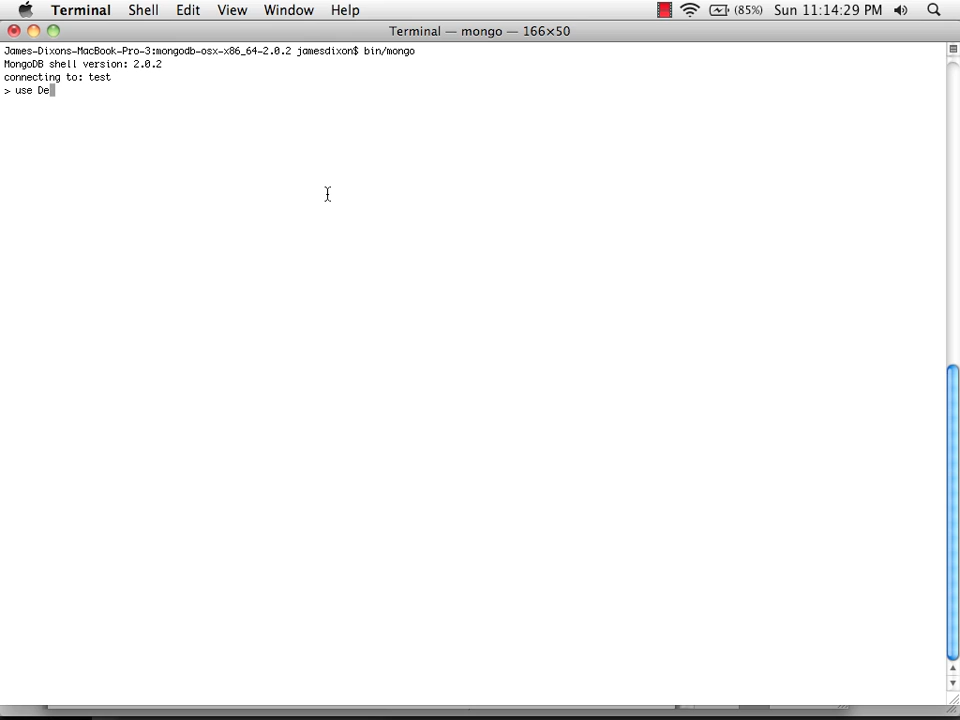 Terminal Shell Edit View Window Help (85%) Sun 11:14:29 PM
Terminal — mongo — 166×50
James-Dixons-MacBook-Pro-3:mongodb-osx-x86_64-2.0.2 jamesdixon$ bin/mongo
MongoDB shell version: 2.0.2
connecting to: test
> use De